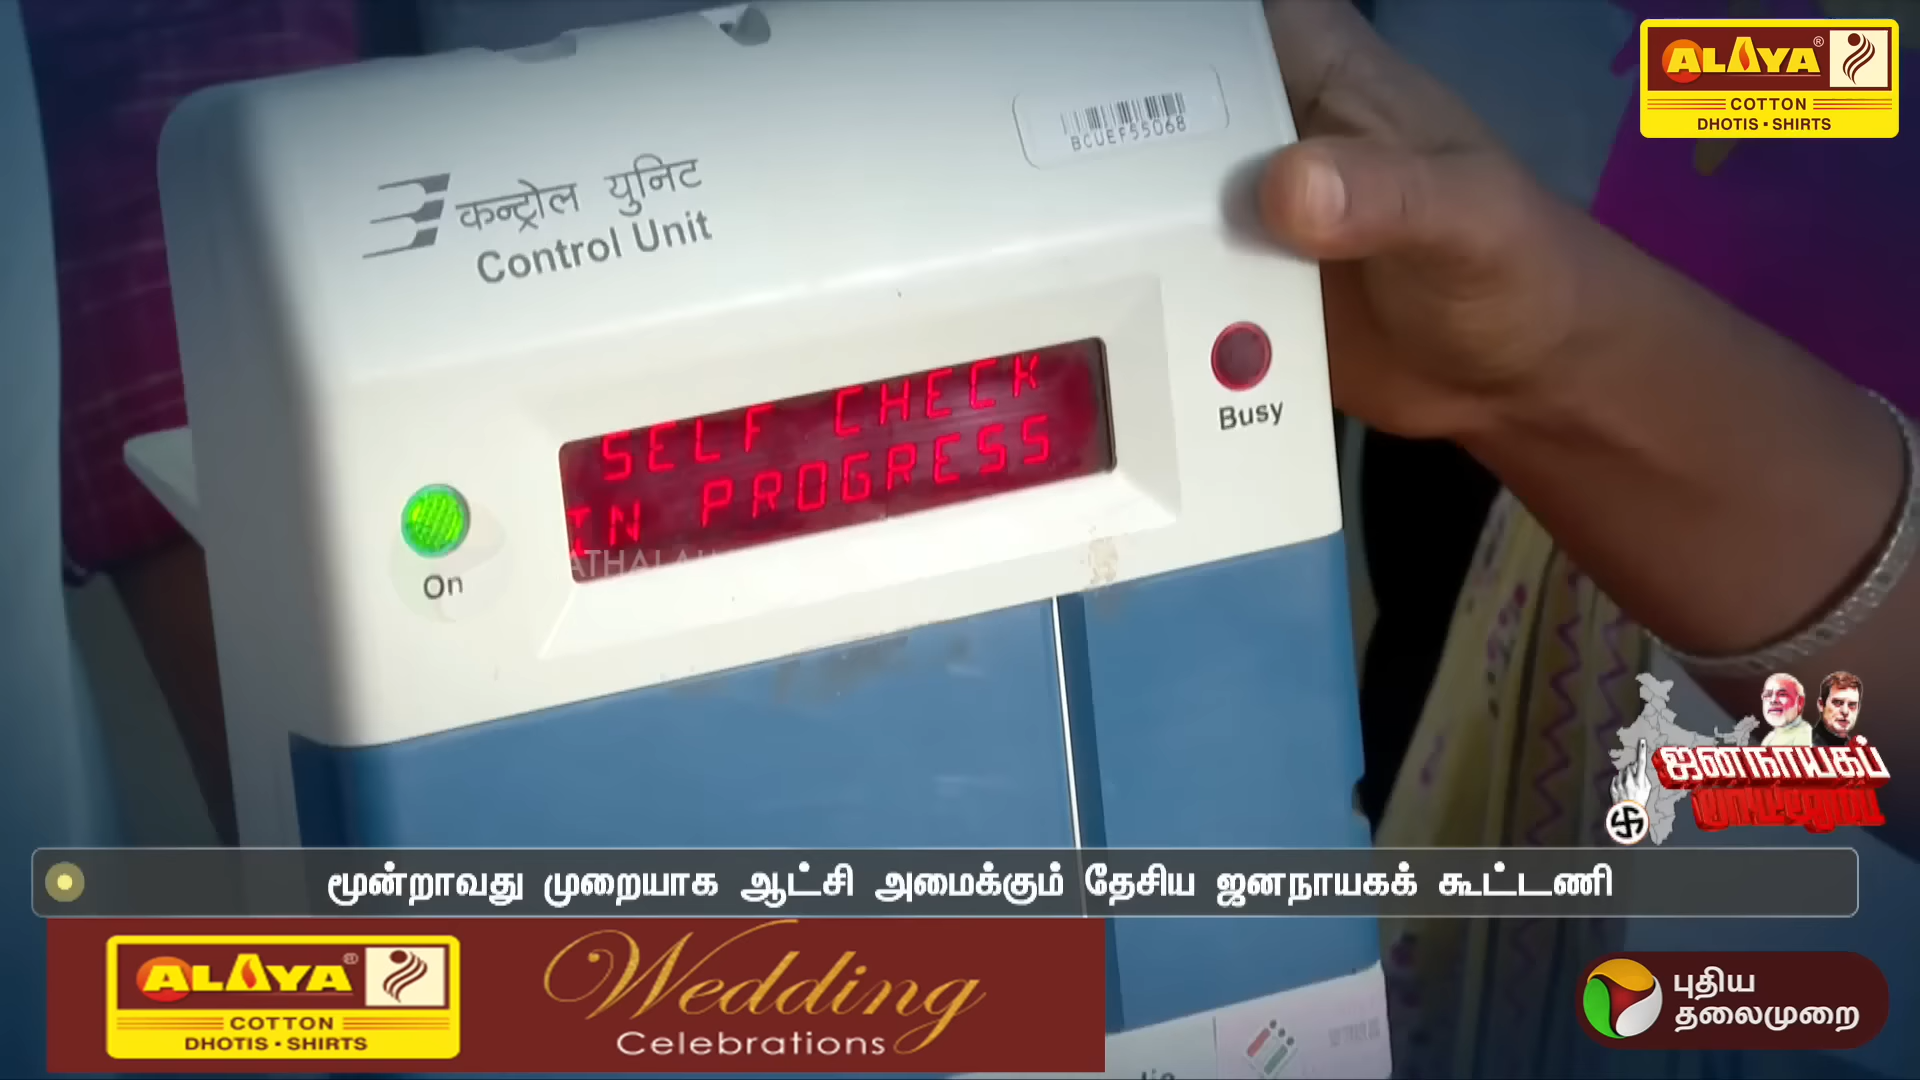 ALAYA®
COTTON
DHOTIS • SHIRTS
BCUEF55068
कन्ट्रोल युनिट
Control Unit
SELF CHECK
IN PROGRESS
Busy
On
ஜனநாயகப்
மூன்றாவது முறையாக ஆட்சி அமைக்கும் தேசிய ஜனநாயகக் கூட்டணி
ALAYA®
COTTON
DHOTIS • SHIRTS
Wedding
Celebrations
புதிய
தலைமுறை